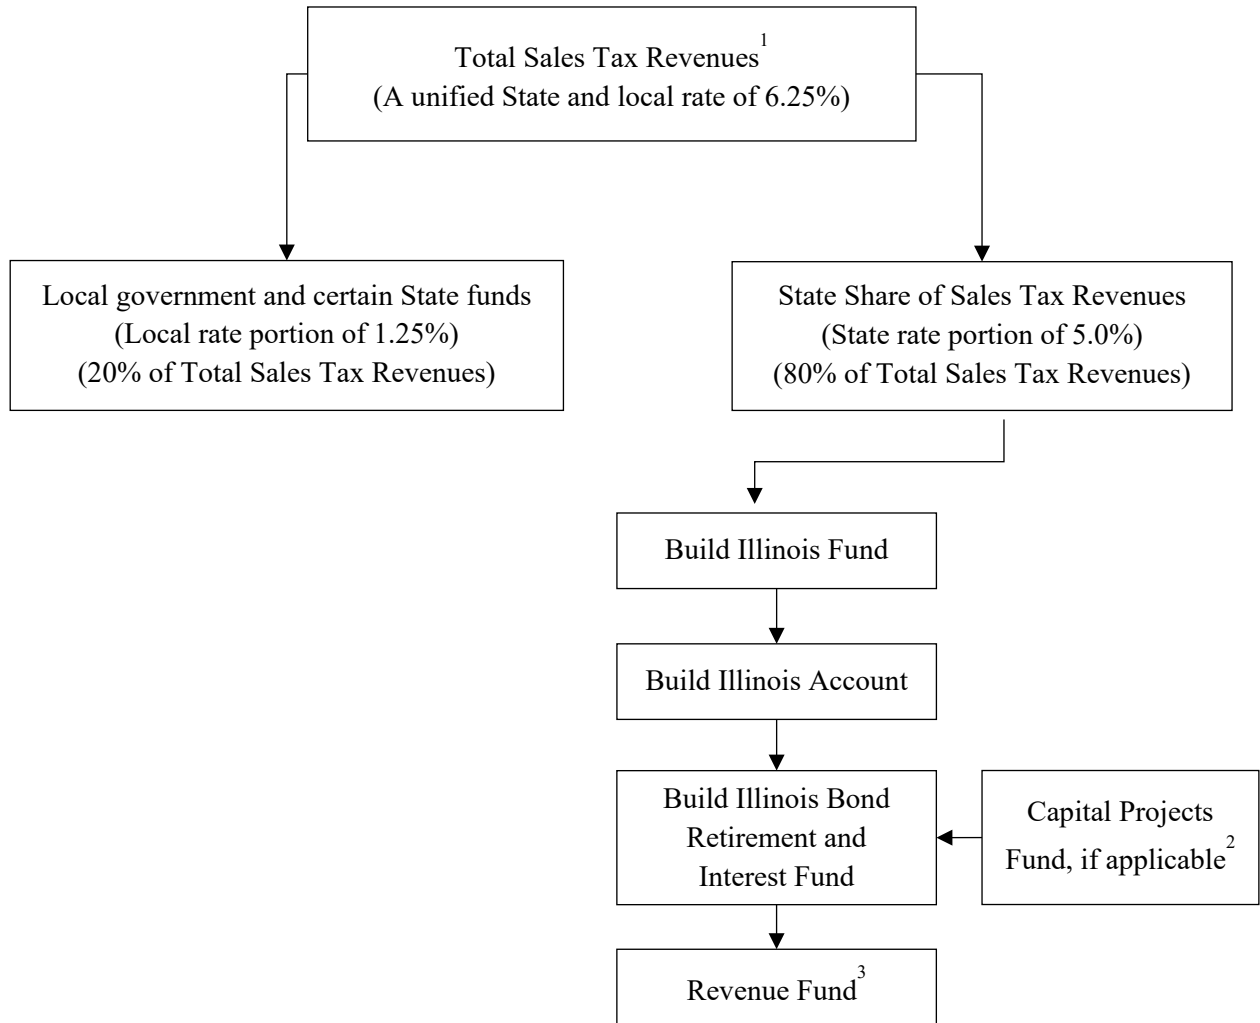 Total Sales Tax Revenues1
(A unified State and local rate of 6.25%)
Local government and certain State funds
(Local rate portion of 1.25%)
(20% of Total Sales Tax Revenues)
State Share of Sales Tax Revenues
(State rate portion of 5.0%)
(80% of Total Sales Tax Revenues)
Build Illinois Fund
Build Illinois Account
Build Illinois Bond
Retirement and
Interest Fund
Capital Projects
Fund, if applicable2
Revenue Fund3